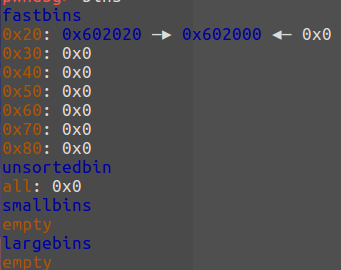 pwndbg> bins
fastbins
0x20: 0x602020 —▸ 0x602000 ◂— 0x0
0x30: 0x0
0x40: 0x0
0x50: 0x0
0x60: 0x0
0x70: 0x0
0x80: 0x0
unsortedbin
all: 0x0
smallbins
empty
largebins
empty